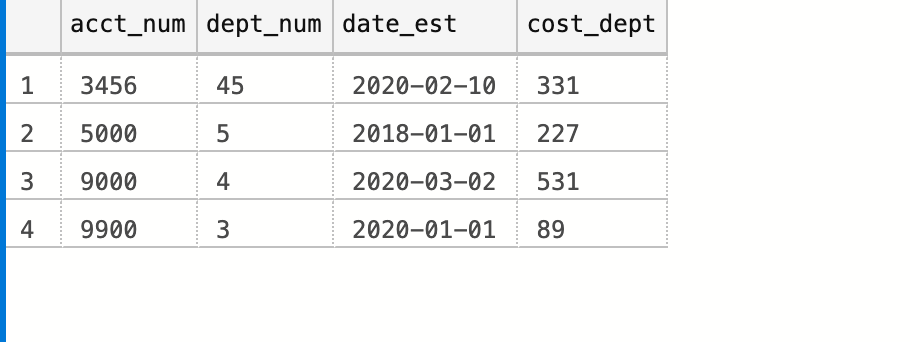 acct_num dept_num date_est cost_dept
1 3456 45 2020-02-10 331
2 5000 5 2018-01-01 227
3 9000 4 2020-03-02 531
4 9900 3 2020-01-01 89